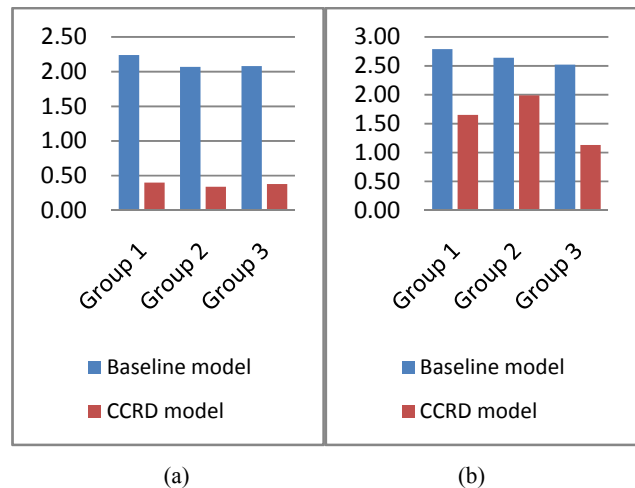 2.50
2.00
1.50
1.00
0.50
0.00
Group 1
Group 2
Group 3
Baseline model
CCRD model
(a)
3.00
2.50
2.00
1.50
1.00
0.50
0.00
Group 1
Group 2
Group 3
Baseline model
CCRD model
(b)